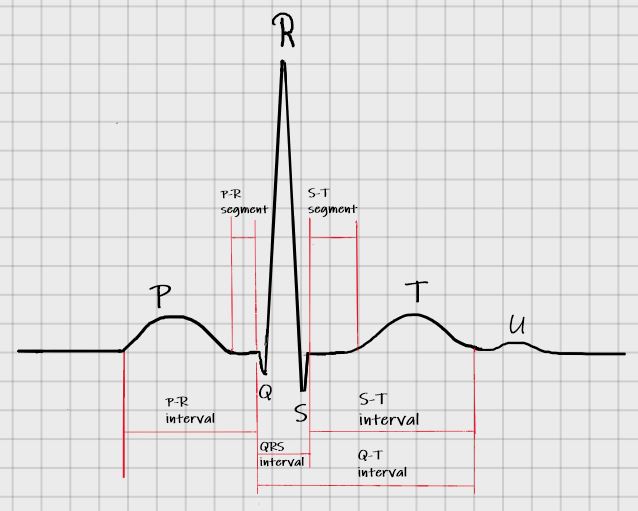 R
P-R
segment
S-T
segment
P
T
U
Q
S
P-R
interval
S-T
interval
QRS
interval
Q-T
interval